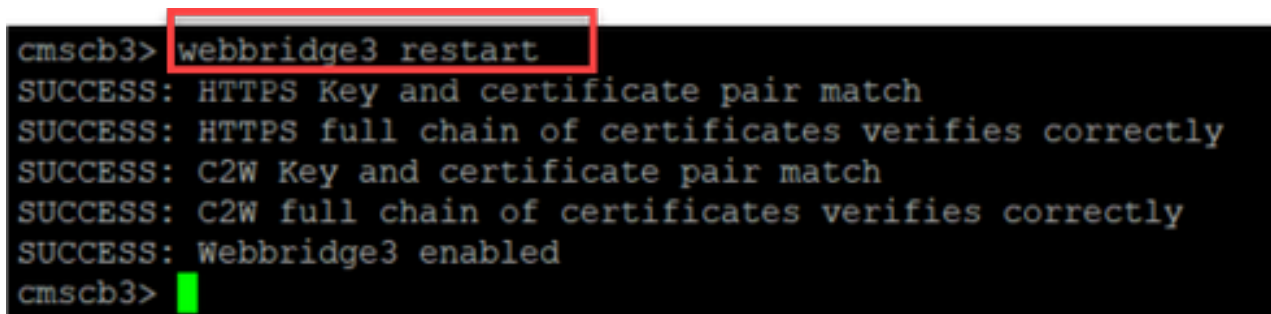 cmscb3> webbridge3 restart
SUCCESS: HTTPS Key and certificate pair match
SUCCESS: HTTPS full chain of certificates verifies correctly
SUCCESS: C2W Key and certificate pair match
SUCCESS: C2W full chain of certificates verifies correctly
SUCCESS: Webbridge3 enabled
cmscb3>